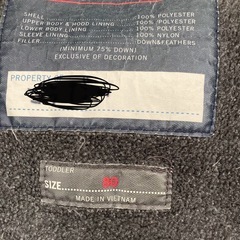 SHELL ........................ 100% POLYESTER
UPPER BODY & HOOD LINING 100% POLYESTER
LOWER BODY LINING ........ 100% POLYESTER
SLEEVE LINING ............... 100% NYLON
FILLER ........................ DOWN&FEATHERS
(MINIMUM 75% DOWN)
EXCLUSIVE OF DECORATION
PROPERTY
TODDLER
SIZE
MADE IN VIETNAM